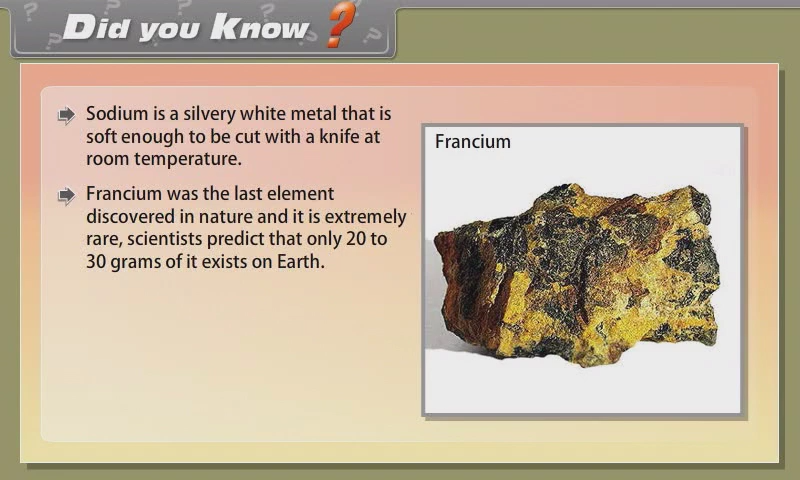 Did you Know ?
Sodium is a silvery white metal that is
soft enough to be cut with a knife at
room temperature.
Francium was the last element
discovered in nature and it is extremely
rare, scientists predict that only 20 to
30 grams of it exists on Earth.
Francium